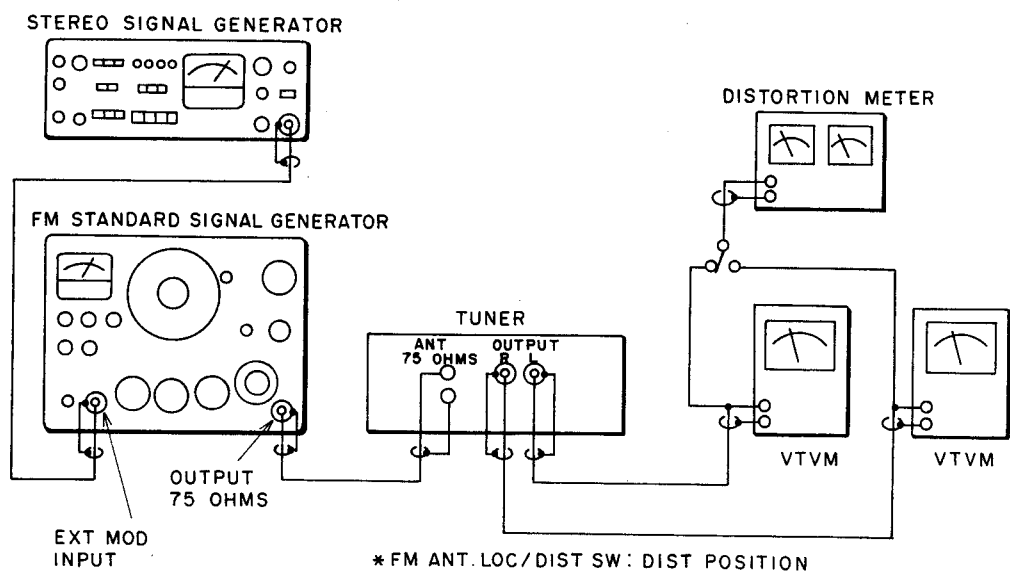 STEREO SIGNAL GENERATOR
DISTORTION METER
FM STANDARD SIGNAL GENERATOR
TUNER
ANT
75 OHMS
OUTPUT
R L
VTVM
VTVM
OUTPUT
75 OHMS
EXT MOD
INPUT
* FM ANT. LOC/DIST SW: DIST POSITION